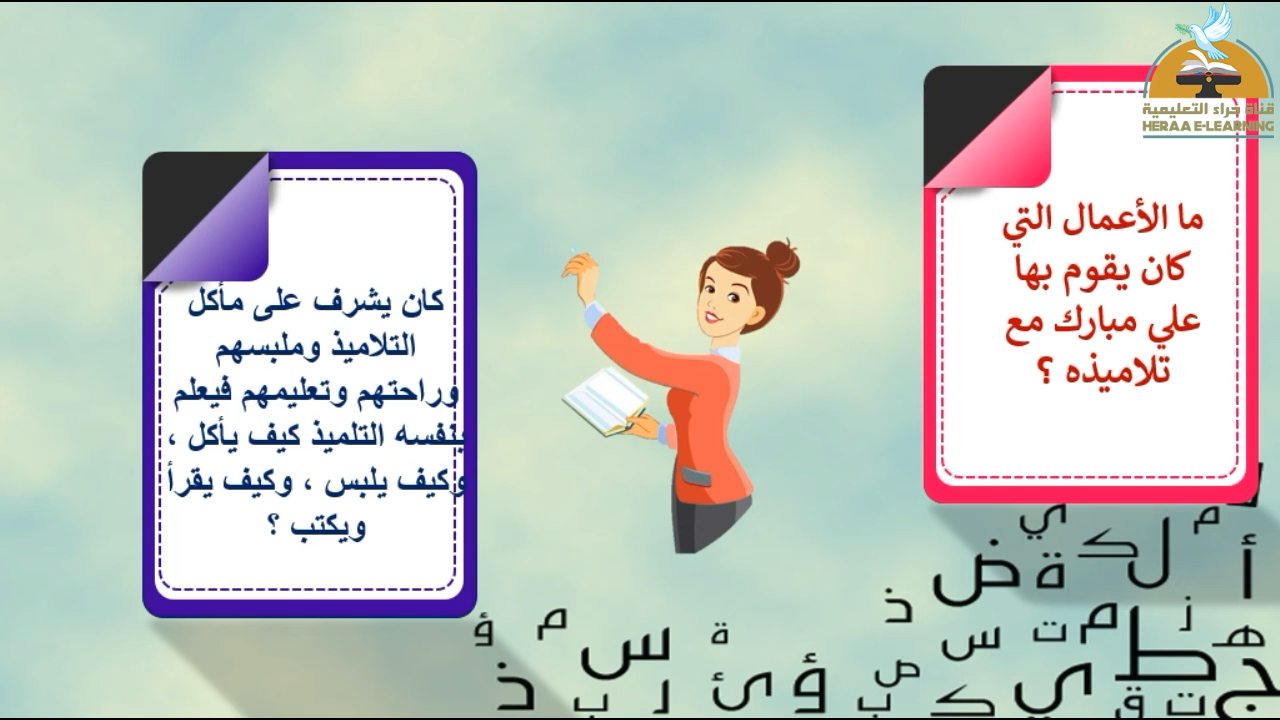 قناة حراء التعليمية
HERAA E-LEARNING
ما الأعمال التي
كان يقوم بها
علي مبارك مع
تلاميذه ؟
كان يشرف على مأكل
التلاميذ وملبسهم
وراحتهم وتعليمهم فيعلم
بنفسه التلميذ كيف يأكل ،
وكيف يلبس ، وكيف يقرأ
ويكتب ؟